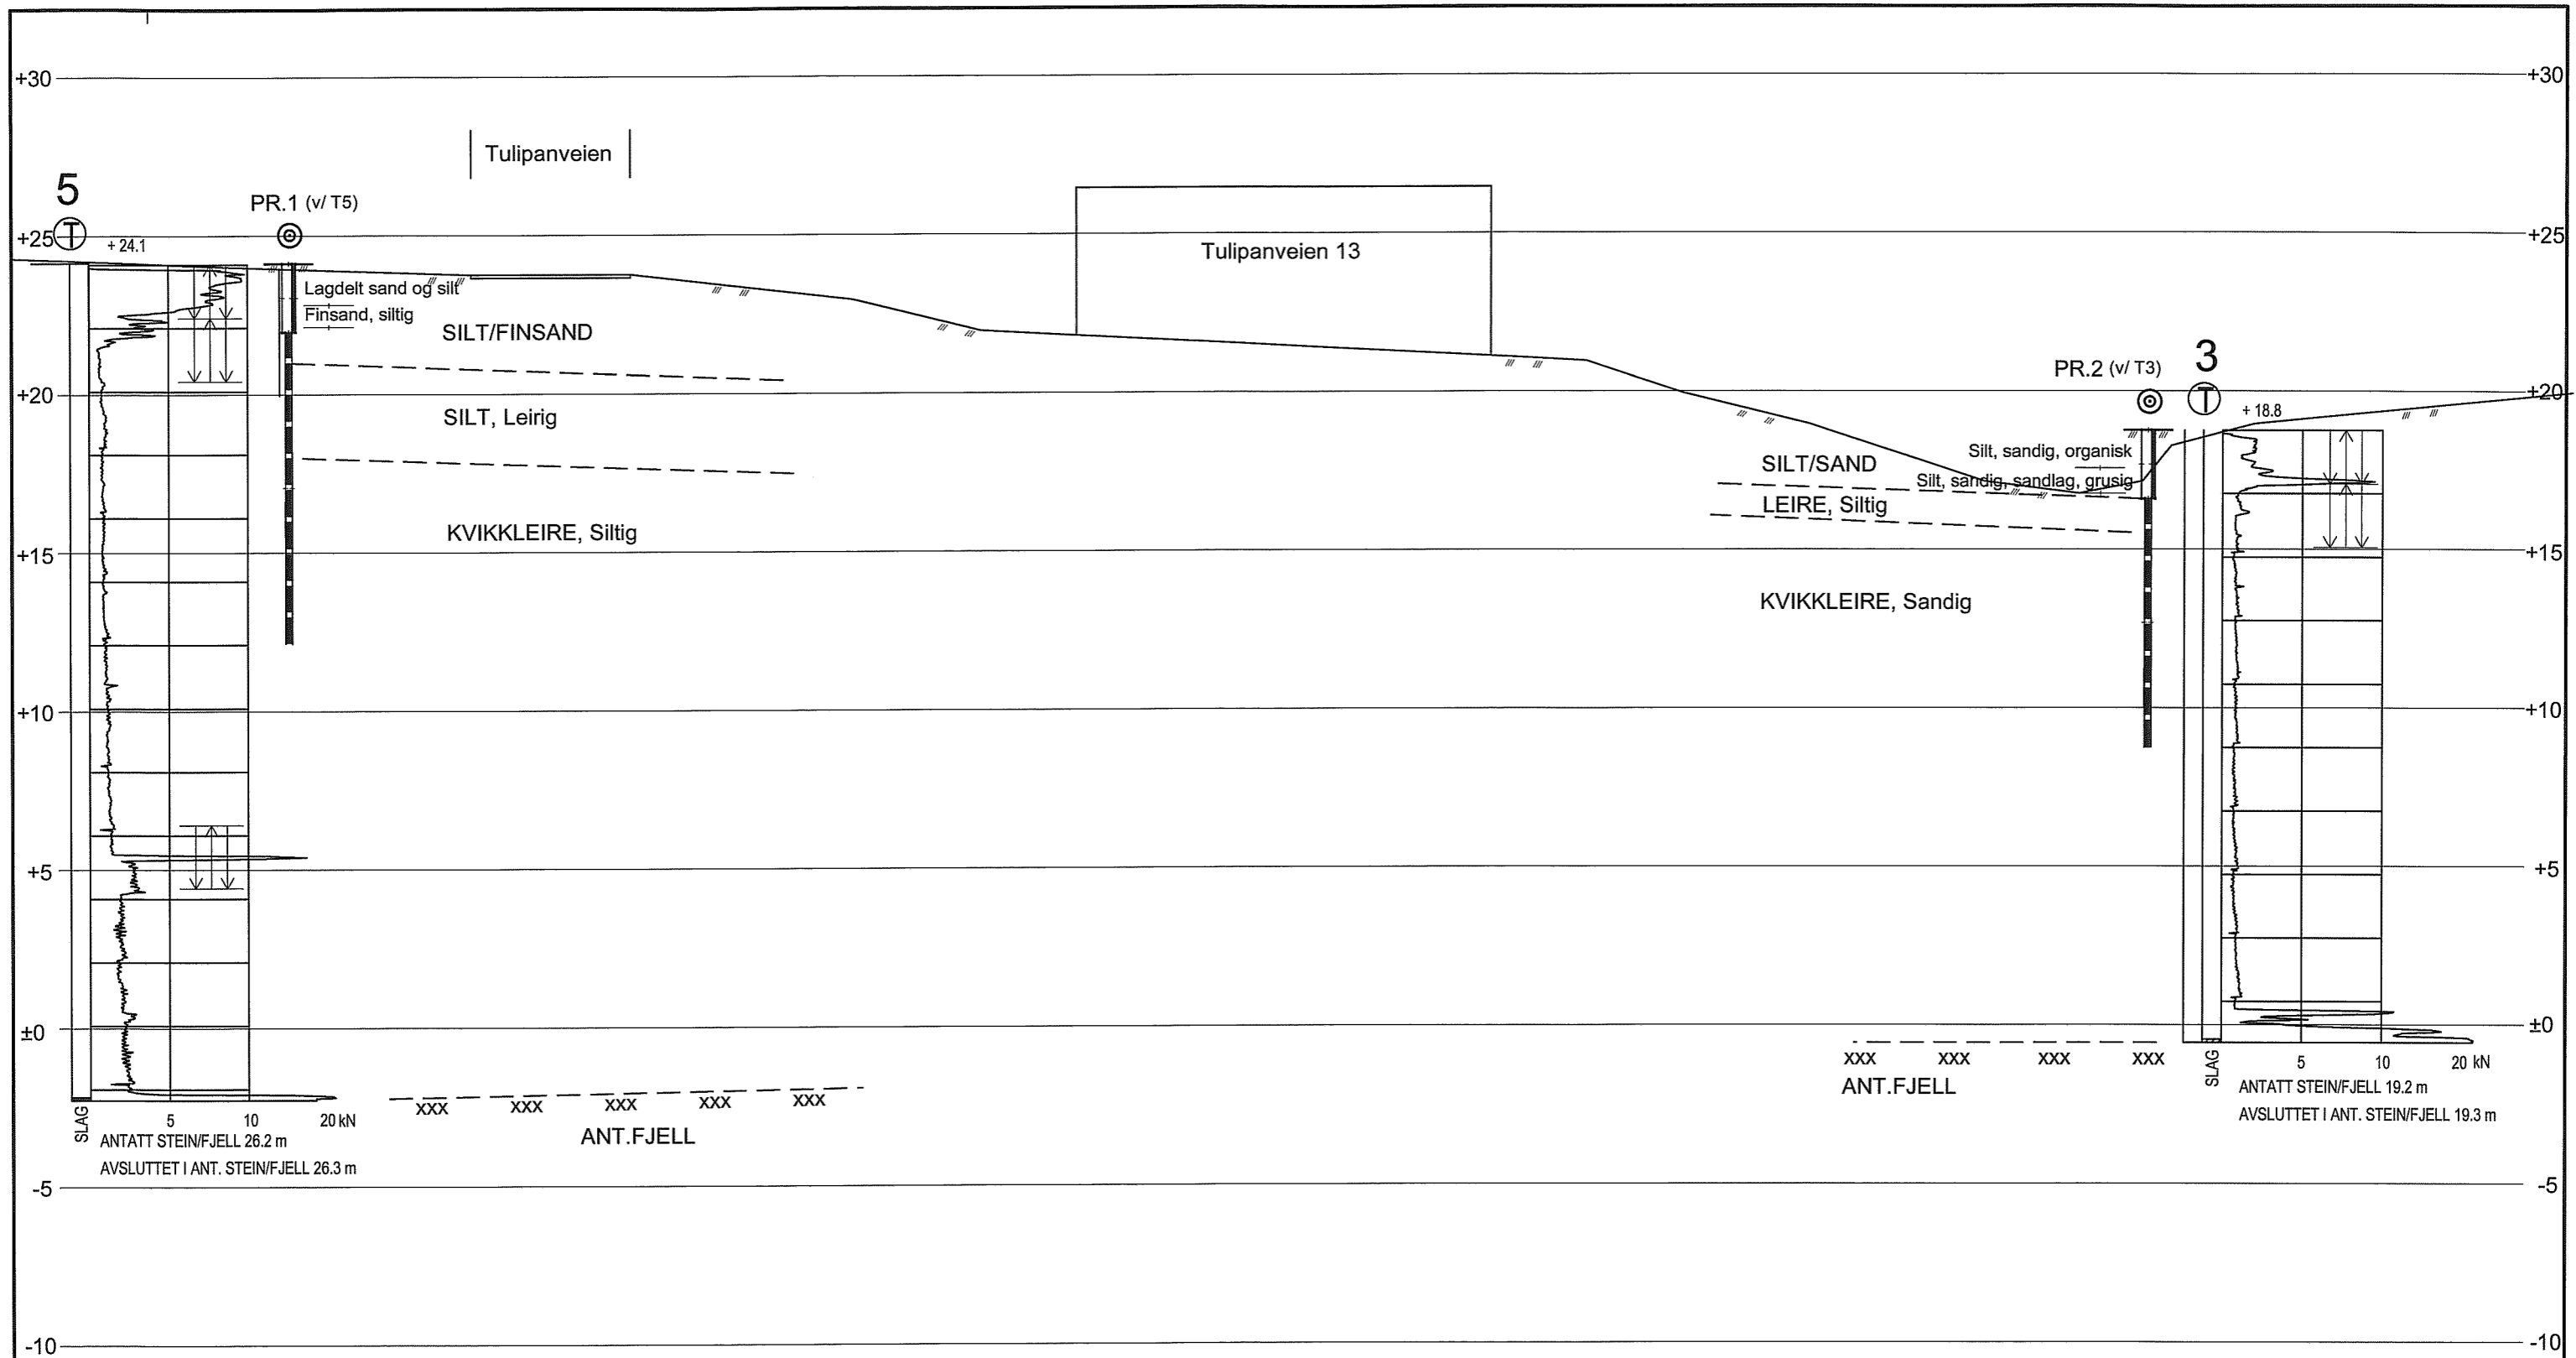 +30
+30
Tulipanveien
5
PR.1 (v/ T5)
T
+25
+ 24.1
+25
Tulipanveien 13
Lagdelt sand og silt
Finsand, siltig
SILT/FINSAND
3
PR.2 (v/ T3)
T
+20
+20
+ 18.8
SILT, Leirig
Silt, sandig, organisk
SILT/SAND
Silt, sandig, sandlag, grusig
LEIRE, Siltig
KVIKKLEIRE, Siltig
+15
+15
KVIKKLEIRE, Sandig
+10
+10
+5
+5
±0
±0
XXX XXX XXX XXX
ANT.FJELL
SLAG
5 10 20 kN
ANTATT STEIN/FJELL 19.2 m
AVSLUTTET I ANT. STEIN/FJELL 19.3 m
XXX XXX XXX XXX XXX
ANT.FJELL
SLAG
5 10 20 kN
ANTATT STEIN/FJELL 26.2 m
AVSLUTTET I ANT. STEIN/FJELL 26.3 m
-5
-5
-10
-10